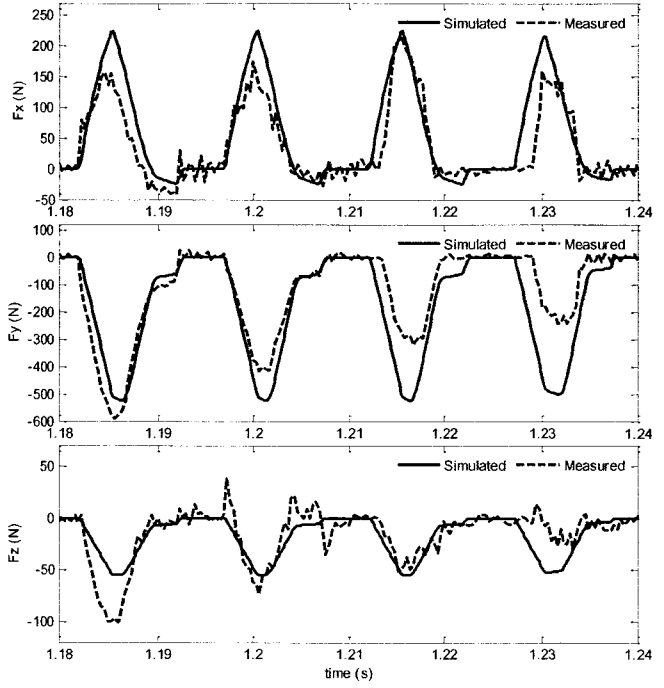 250
Simulated Measured
200
150
Fx (N)
100
50
0
-50
1.18 1.19 1.2 1.21 1.22 1.23 1.24
100
Simulated Measured
0
-100
-200
Fy (N)
-300
-400
-500
-600
1.18 1.19 1.2 1.21 1.22 1.23 1.24
50
Simulated Measured
0
Fz (N)
-50
-100
1.18 1.19 1.2 1.21 1.22 1.23 1.24
time (s)